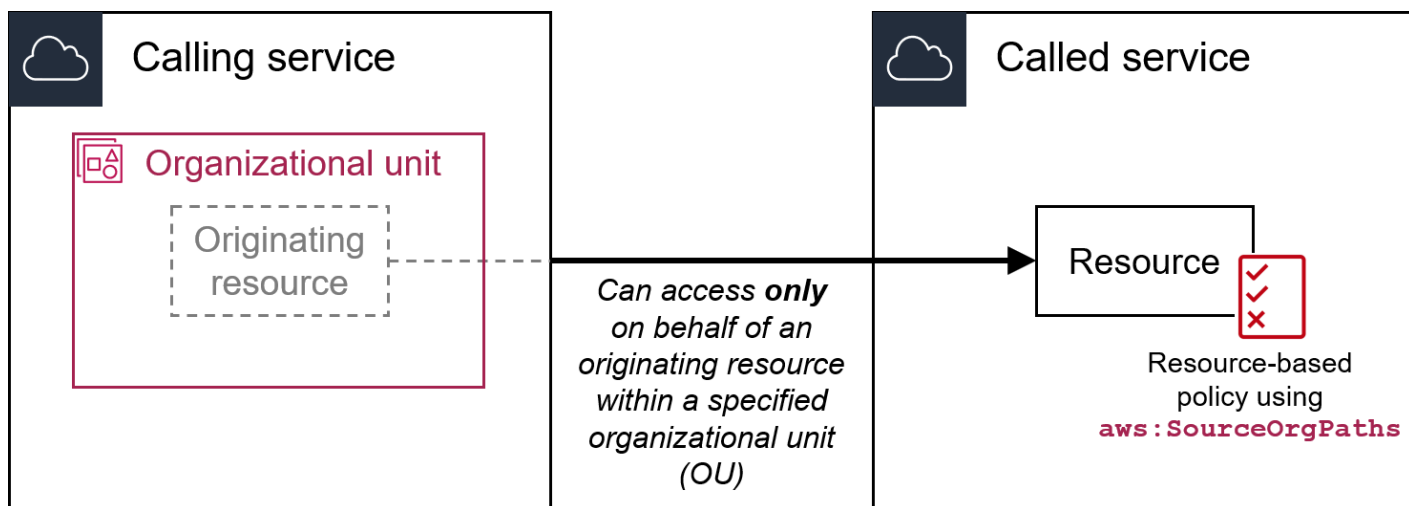 Calling service
Organizational unit
Originating
resource
Can access only
on behalf of an
originating resource
within a specified
organizational unit
(OU)
Called service
Resource
Resource-based
policy using
aws:SourceOrgPaths